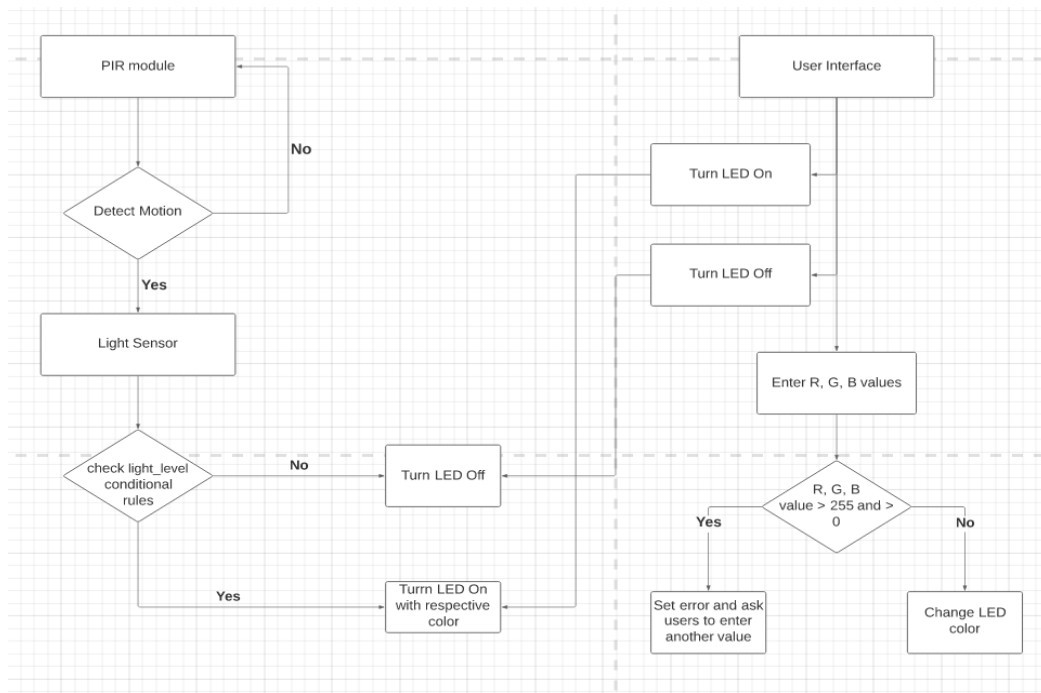 PIR module
User Interface
No
Turn LED On
Detect Motion
Turn LED Off
Yes
Light Sensor
Enter R, G, B values
check light_level
conditional
rules
No
Turn LED Off
R, G, B
value > 255 and >
0
Yes
No
Yes
Turrn LED On
with respective
color
Set error and ask
users to enter
another value
Change LED
color